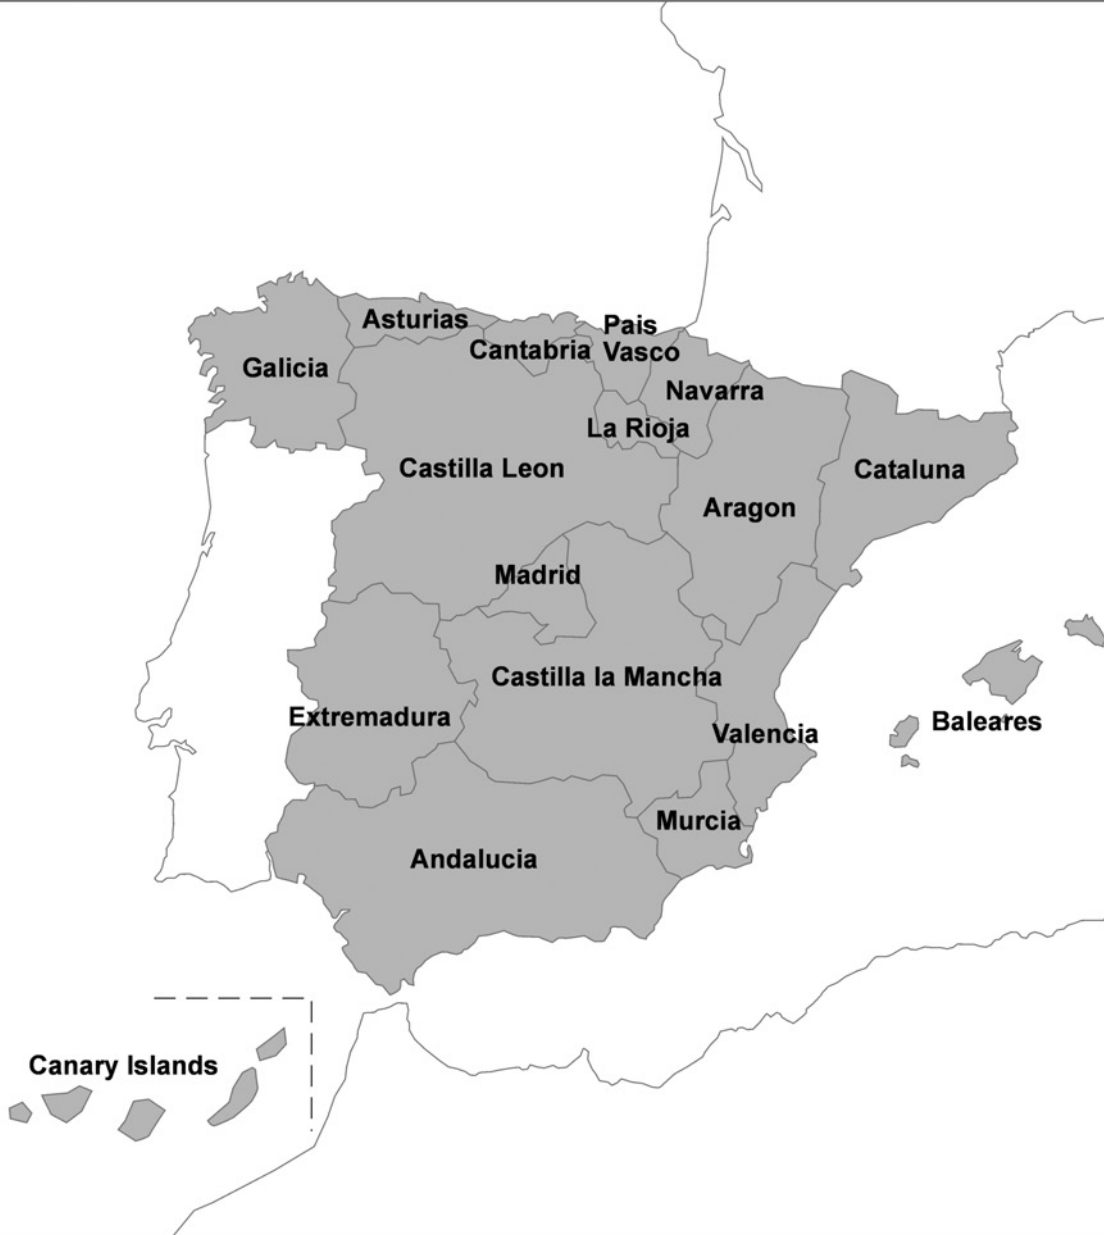 Asturias
Pais
Vasco
Cantabria
Galicia
Navarra
La Rioja
Castilla Leon
Cataluna
Aragon
Madrid
Castilla la Mancha
Extremadura
Valencia
Baleares
Murcia
Andalucia
Canary Islands